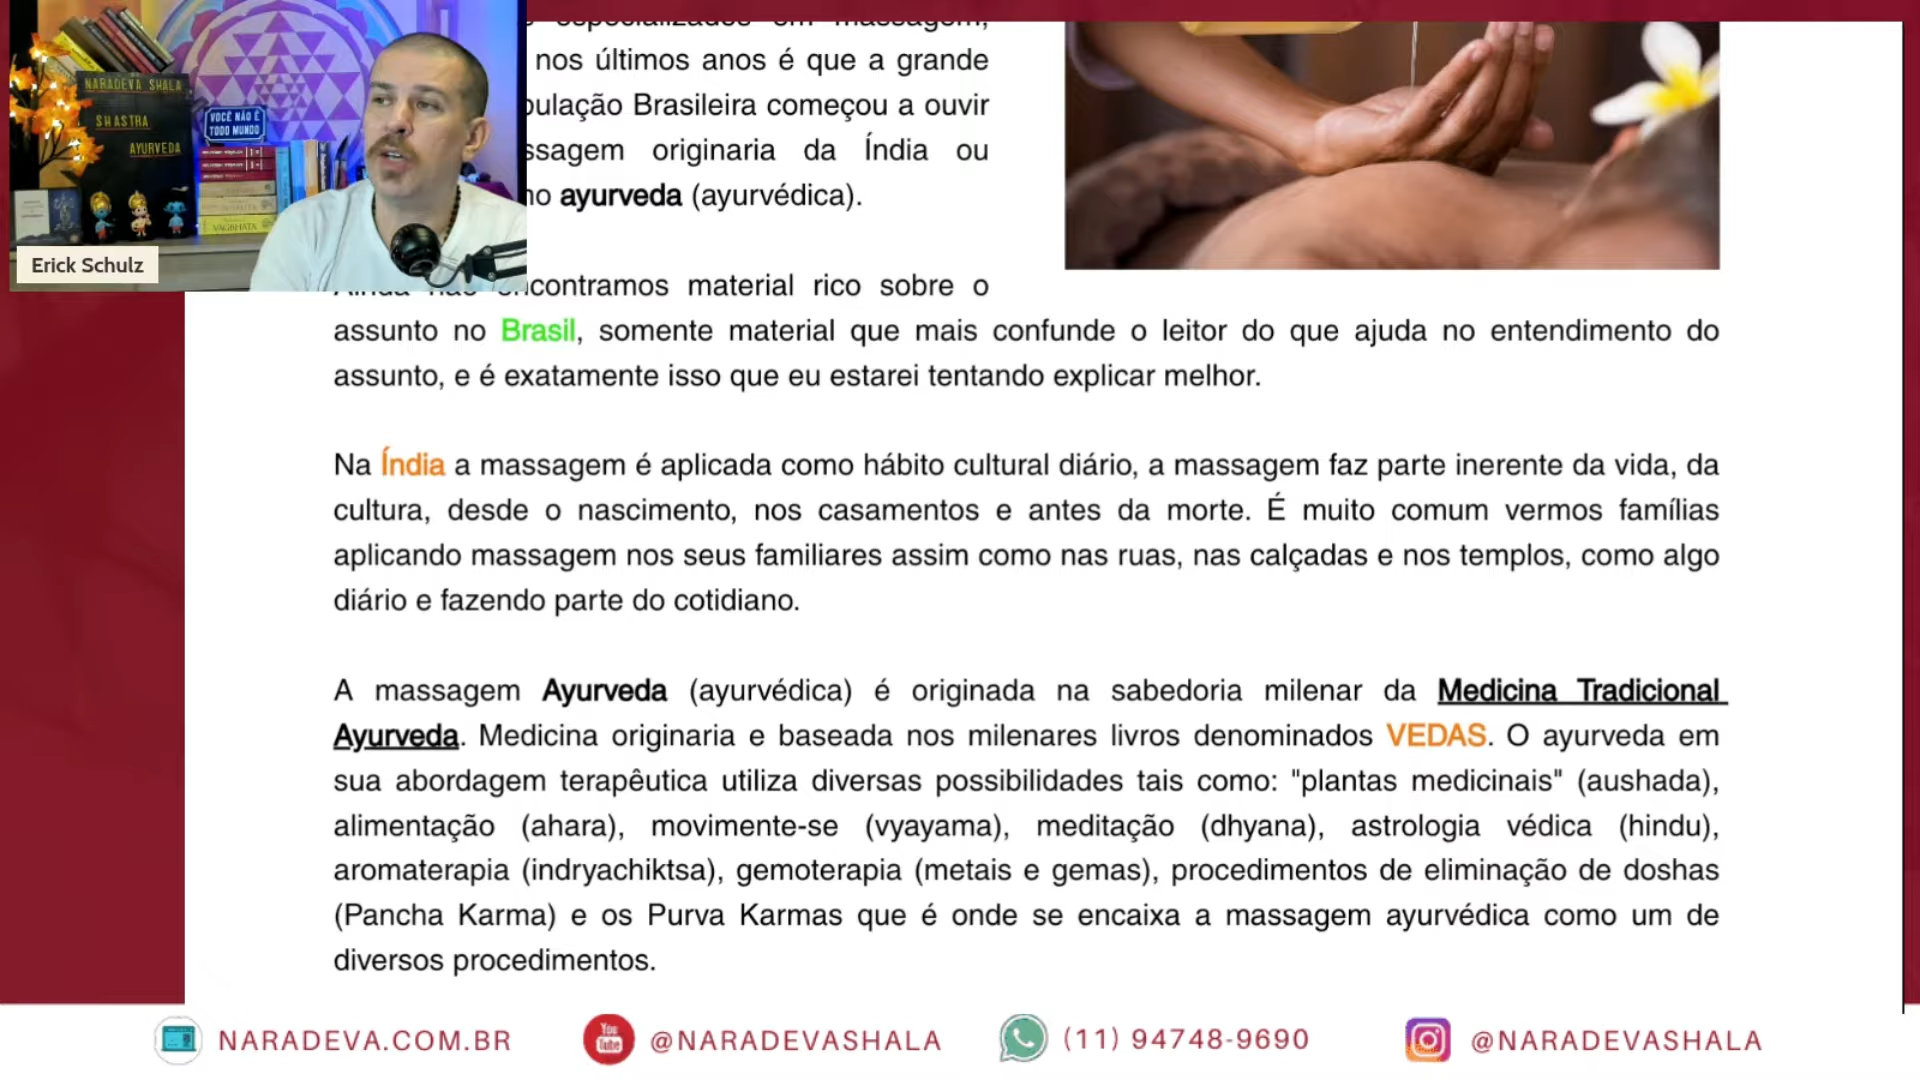 NARADEVA SHALA
SHASTRA
AYURVEDA
VOCÊ NÃO É
TODO MUNDO
VAGBHATA
Erick Schulz
especializados em massagem,
nos últimos anos é que a grande
pulação Brasileira começou a ouvir
ssagem originaria da Índia ou
no ayurveda (ayurvédica).
Ainda não encontramos material rico sobre o
assunto no Brasil, somente material que mais confunde o leitor do que ajuda no entendimento do
assunto, e é exatamente isso que eu estarei tentando explicar melhor.
Na Índia a massagem é aplicada como hábito cultural diário, a massagem faz parte inerente da vida, da
cultura, desde o nascimento, nos casamentos e antes da morte. É muito comum vermos famílias
aplicando massagem nos seus familiares assim como nas ruas, nas calçadas e nos templos, como algo
diário e fazendo parte do cotidiano.
A massagem Ayurveda (ayurvédica) é originada na sabedoria milenar da Medicina Tradicional
Ayurveda. Medicina originaria e baseada nos milenares livros denominados VEDAS. O ayurveda em
sua abordagem terapêutica utiliza diversas possibilidades tais como: "plantas medicinais" (aushada),
alimentação (ahara), movimente-se (vyayama), meditação (dhyana), astrologia védica (hindu),
aromaterapia (indryachiktsa), gemoterapia (metais e gemas), procedimentos de eliminação de doshas
(Pancha Karma) e os Purva Karmas que é onde se encaixa a massagem ayurvédica como um de
diversos procedimentos.
NARADEVA.COM.BR
You
Tube
@NARADEVASHALA
(11) 94748-9690
@NARADEVASHALA